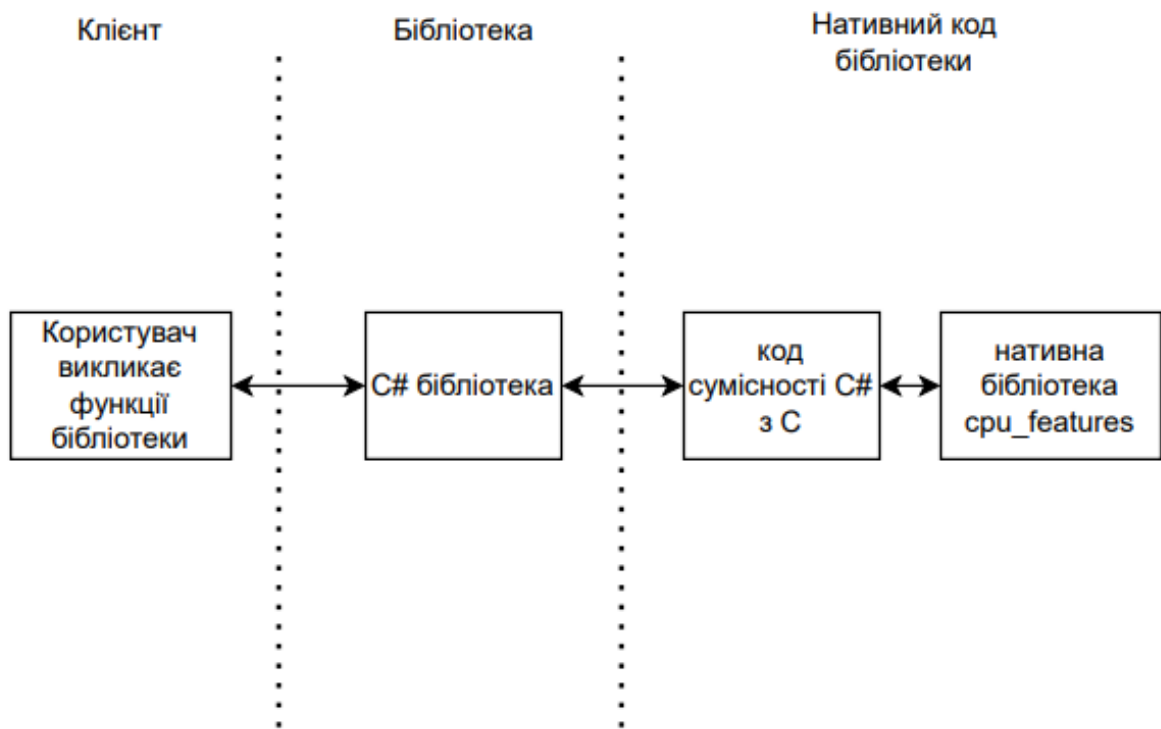 Клієнт
Бібліотека
Нативний код
бібліотеки
Користувач
викликає
функції
бібліотеки
C# бібліотека
код
сумісності C#
з C
нативна
бібліотека
cpu_features